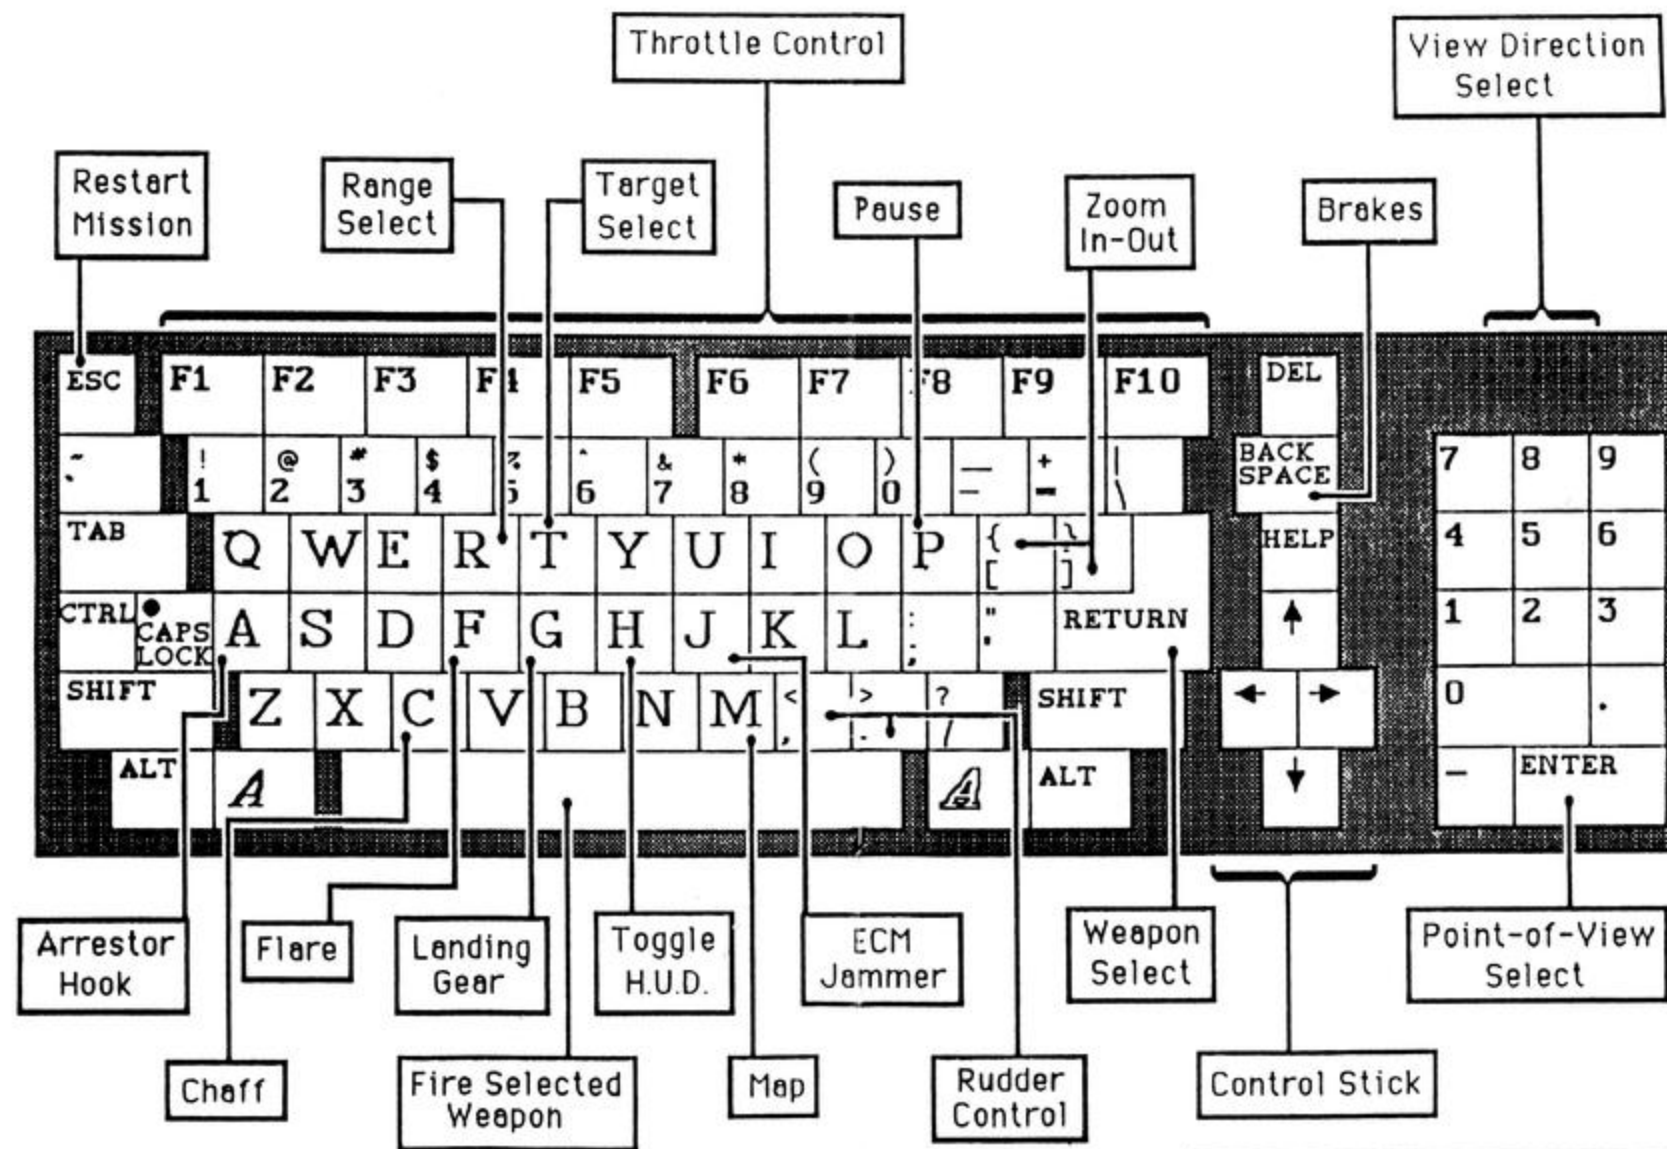 Throttle Control
View Direction
Select
Restart
Mission
Range
Select
Target
Select
Pause
Zoom
In-Out
Brakes
ESC F1 F2 F3 F4 F5 F6 F7 F8 F9 F10 DEL
~ ! @ # $ % ^ & * ( ) — + |
` 1 2 3 4 5 6 7 8 9 0 - = \
BACK
SPACE
7 8 9
TAB Q W E R T Y U I O P { }
[ ]
HELP
4 5 6
CTRL CAPS
LOCK
A S D F G H J K L : "
; '
RETURN
↑
1 2 3
SHIFT Z X C V B N M < > ?
, . /
SHIFT
← →
0 .
ALT A A ALT
↓
– ENTER
Arrestor
Hook
Flare
Landing
Gear
Toggle
H.U.D.
ECM
Jammer
Weapon
Select
Point-of-View
Select
Chaff
Fire Selected
Weapon
Map
Rudder
Control
Control Stick